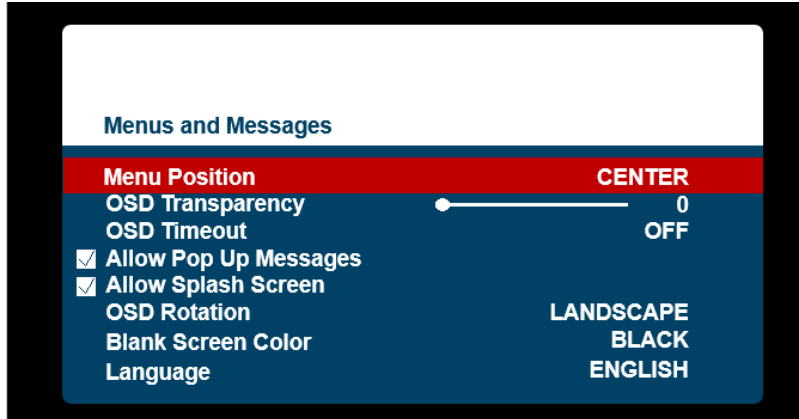 Menus and Messages
Menu Position CENTER
OSD Transparency 0
OSD Timeout OFF
Allow Pop Up Messages
Allow Splash Screen
OSD Rotation LANDSCAPE
Blank Screen Color BLACK
Language ENGLISH